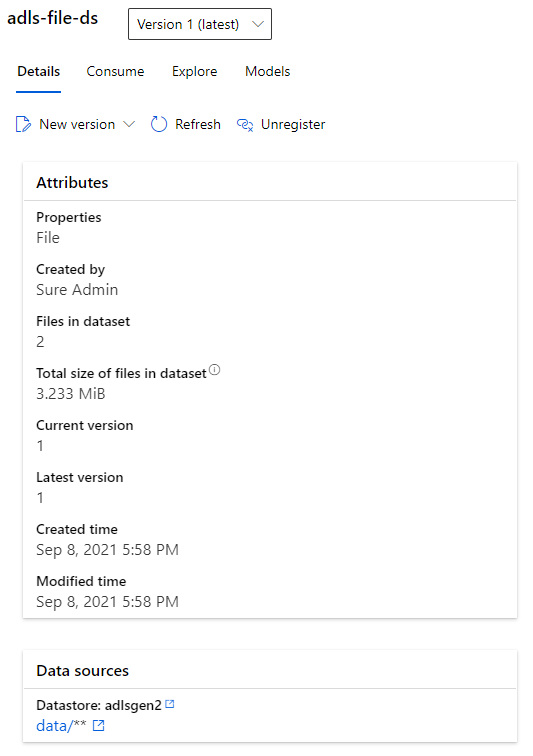 adls-file-ds
Version 1 (latest)
Details Consume Explore Models
New version Refresh Unregister
Attributes
Properties
File
Created by
Sure Admin
Files in dataset
2
Total size of files in dataset
3.233 MiB
Current version
1
Latest version
1
Created time
Sep 8, 2021 5:58 PM
Modified time
Sep 8, 2021 5:58 PM
Data sources
Datastore: adlsgen2
data/**